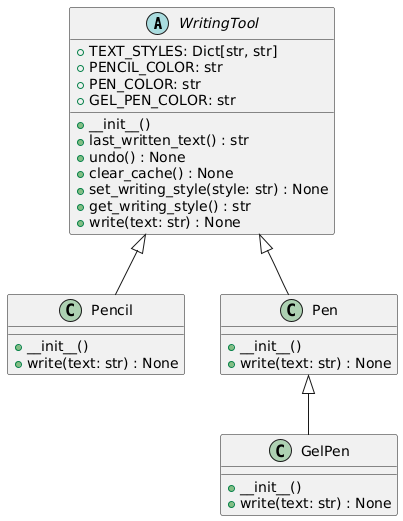 A WritingTool
TEXT_STYLES: Dict[str, str]
PENCIL_COLOR: str
PEN_COLOR: str
GEL_PEN_COLOR: str
__init__()
last_written_text() : str
undo() : None
clear_cache() : None
set_writing_style(style: str) : None
get_writing_style() : str
write(text: str) : None
C Pencil
__init__()
write(text: str) : None
C Pen
__init__()
write(text: str) : None
C GelPen
__init__()
write(text: str) : None